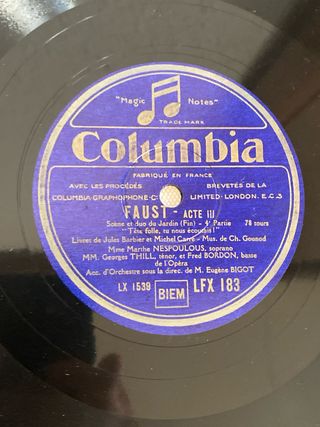 "Magic Notes"
TRADE MARK
Columbia
FABRIQUÉ EN FRANCE
AVEC LES PROCÉDÉS BREVETÉS DE LA
COLUMBIA GRAPHOPHONE C° LIMITED-LONDON. E.C.3
FAUST - ACTE III
Scène et duo du Jardin (Fin) - 4e Partie 78 tours
"Tête folle, tu nous écoutais!"
Livret de Jules Barbier et Michel Carré - Mus. de Ch. Gounod
Mme Marthe NESPOULOUS, soprano
MM. Georges THILL, ténor, et Fred BORDON, basse
de l'Opéra
Acc. d'Orchestre sous la direc. de M. Eugène BIGOT
LX 1539 BIEM LFX 183